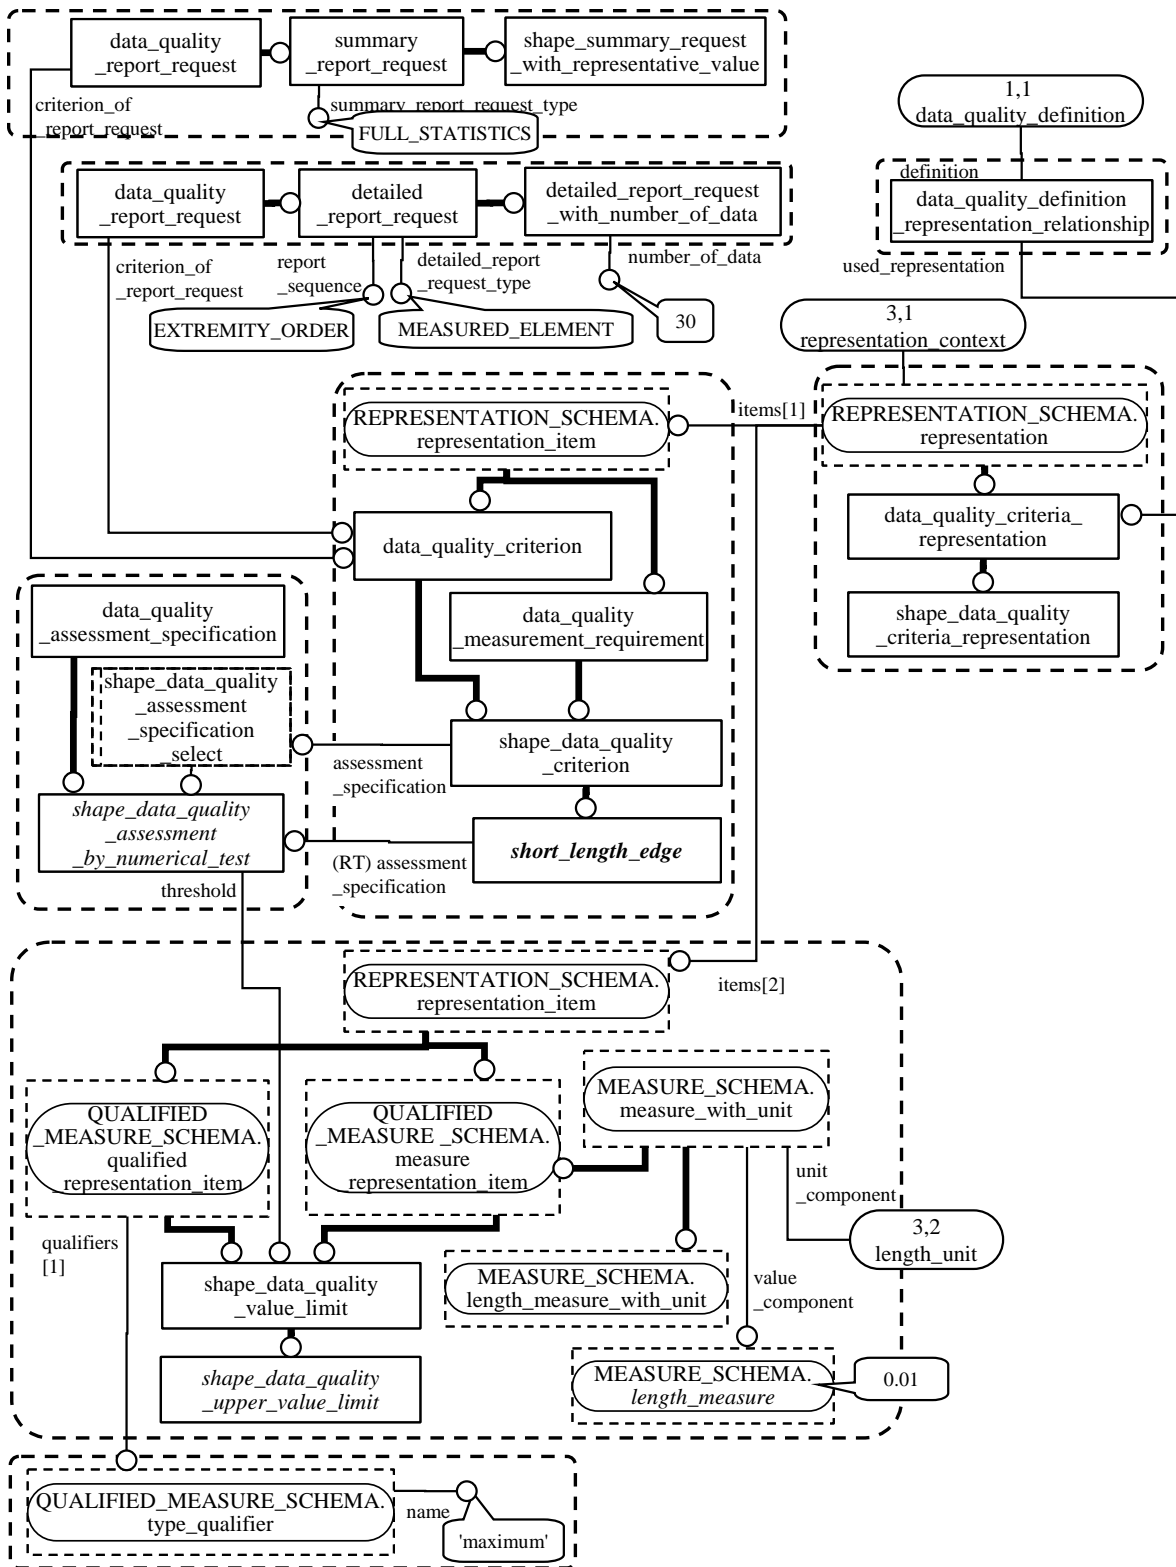 data_quality
_report_request
summary
_report_request
shape_summary_request
_with_representative_value
criterion_of
_report_request
summary_report_request_type
FULL_STATISTICS
1,1
data_quality_definition
data_quality
_report_request
detailed
_report_request
detailed_report_request
_with_number_of_data
definition
data_quality_definition
_representation_relationship
criterion_of
_report_request
report
_sequence
detailed_report
_request_type
number_of_data
used_representation
EXTREMITY_ORDER
MEASURED_ELEMENT
30
3,1
representation_context
REPRESENTATION_SCHEMA.
representation_item
items[1]
REPRESENTATION_SCHEMA.
representation
data_quality_criterion
data_quality_criteria_
representation
data_quality
_assessment_specification
data_quality
_measurement_requirement
shape_data_quality
_criteria_representation
shape_data_quality
_assessment
_specification
_select
assessment
_specification
shape_data_quality
_criterion
shape_data_quality
_assessment
_by_numerical_test
(RT) assessment
_specification
short_length_edge
threshold
REPRESENTATION_SCHEMA.
representation_item
items[2]
QUALIFIED
_MEASURE_SCHEMA.
qualified
_representation_item
QUALIFIED
_MEASURE _SCHEMA.
measure
_representation_item
MEASURE_SCHEMA.
measure_with_unit
unit
_component
3,2
length_unit
qualifiers
[1]
shape_data_quality
_value_limit
MEASURE_SCHEMA.
length_measure_with_unit
value
_component
shape_data_quality
_upper_value_limit
MEASURE_SCHEMA.
length_measure
0.01
QUALIFIED_MEASURE_SCHEMA.
type_qualifier
name
'maximum'